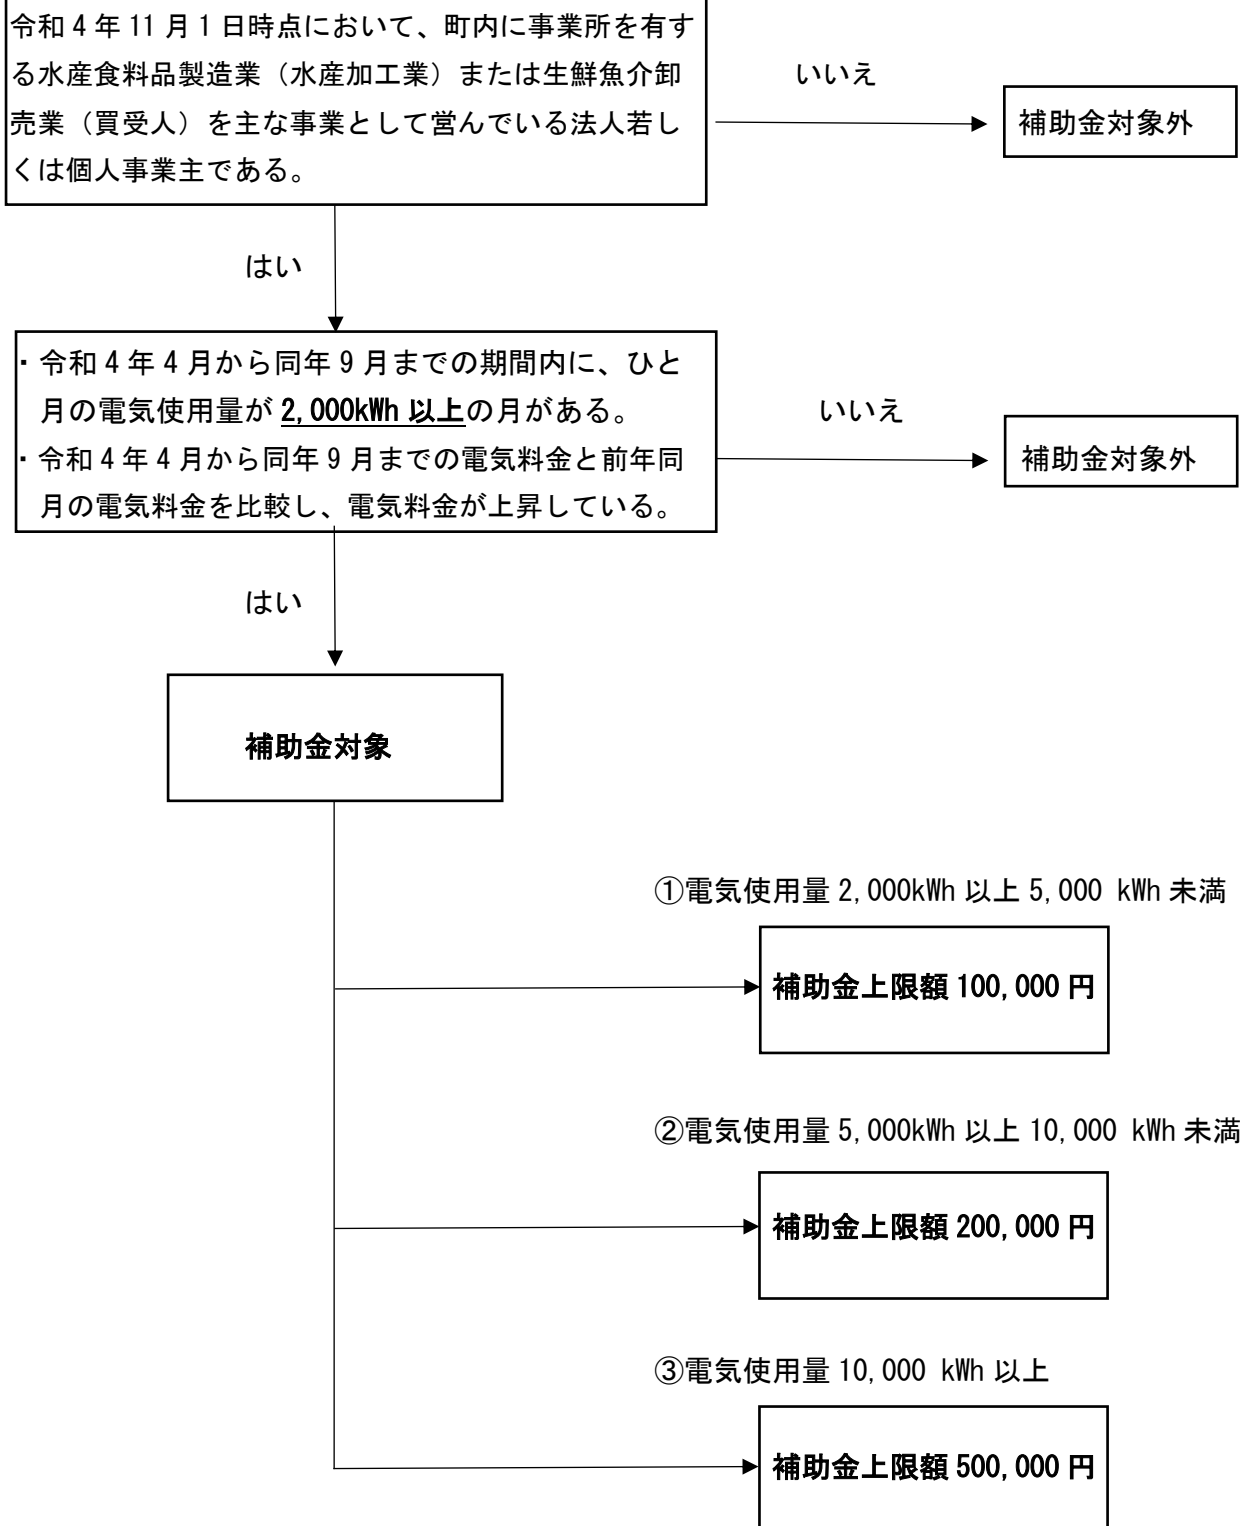 令和4年11月1日時点において、町内に事業所を有す
る水産食料品製造業（水産加工業）または生鮮魚介卸
売業（買受人）を主な事業として営んでいる法人若し
くは個人事業主である。
いいえ
補助金対象外
はい
・令和4年4月から同年9月までの期間内に、ひと
月の電気使用量が2,000kWh以上の月がある。
・令和4年4月から同年9月までの電気料金と前年同
月の電気料金を比較し、電気料金が上昇している。
いいえ
補助金対象外
はい
補助金対象
①電気使用量2,000kWh以上5,000 kWh未満
補助金上限額100,000円
②電気使用量5,000kWh以上10,000 kWh未満
補助金上限額200,000円
③電気使用量10,000 kWh以上
補助金上限額500,000円